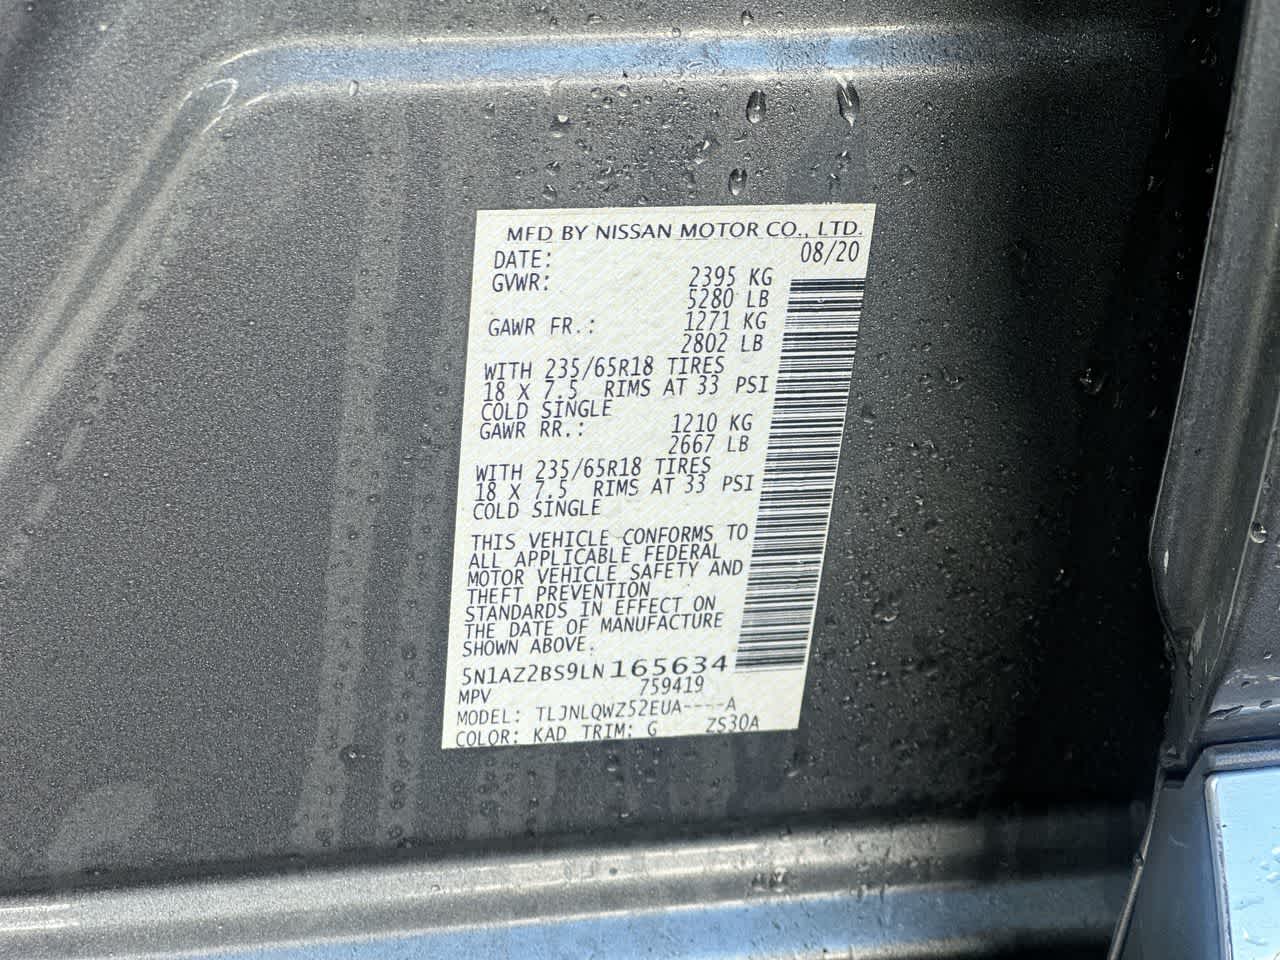 MFD BY NISSAN MOTOR CO., LTD.
DATE: 08/20
GVWR: 2395 KG
5280 LB
GAWR FR.: 1271 KG
2802 LB
WITH 235/65R18 TIRES
18 X 7.5 RIMS AT 33 PSI
COLD SINGLE
GAWR RR.: 1210 KG
2667 LB
WITH 235/65R18 TIRES
18 X 7.5 RIMS AT 33 PSI
COLD SINGLE
THIS VEHICLE CONFORMS TO
ALL APPLICABLE FEDERAL
MOTOR VEHICLE SAFETY AND
THEFT PREVENTION
STANDARDS IN EFFECT ON
THE DATE OF MANUFACTURE
SHOWN ABOVE.
5N1AZ2BS9LN165634
MPV 759419
MODEL: TLJNLQWZ52EUA----A
COLOR: KAD TRIM: G ZS30A